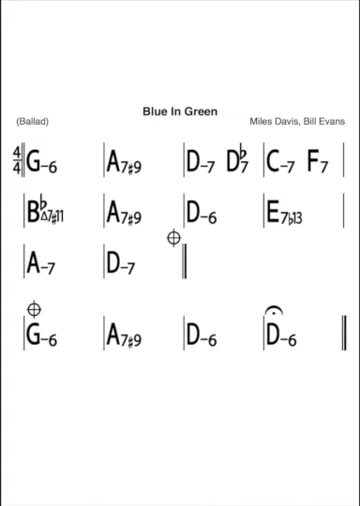 Blue In Green
(Ballad) Miles Davis, Bill Evans
4/4 G–6 A7♯9 D–7 D♭7 C–7 F7
B♭△7♯11 A7♯9 D–6 E7♭13
A–7 D–7
G–6 A7♯9 D–6 D–6